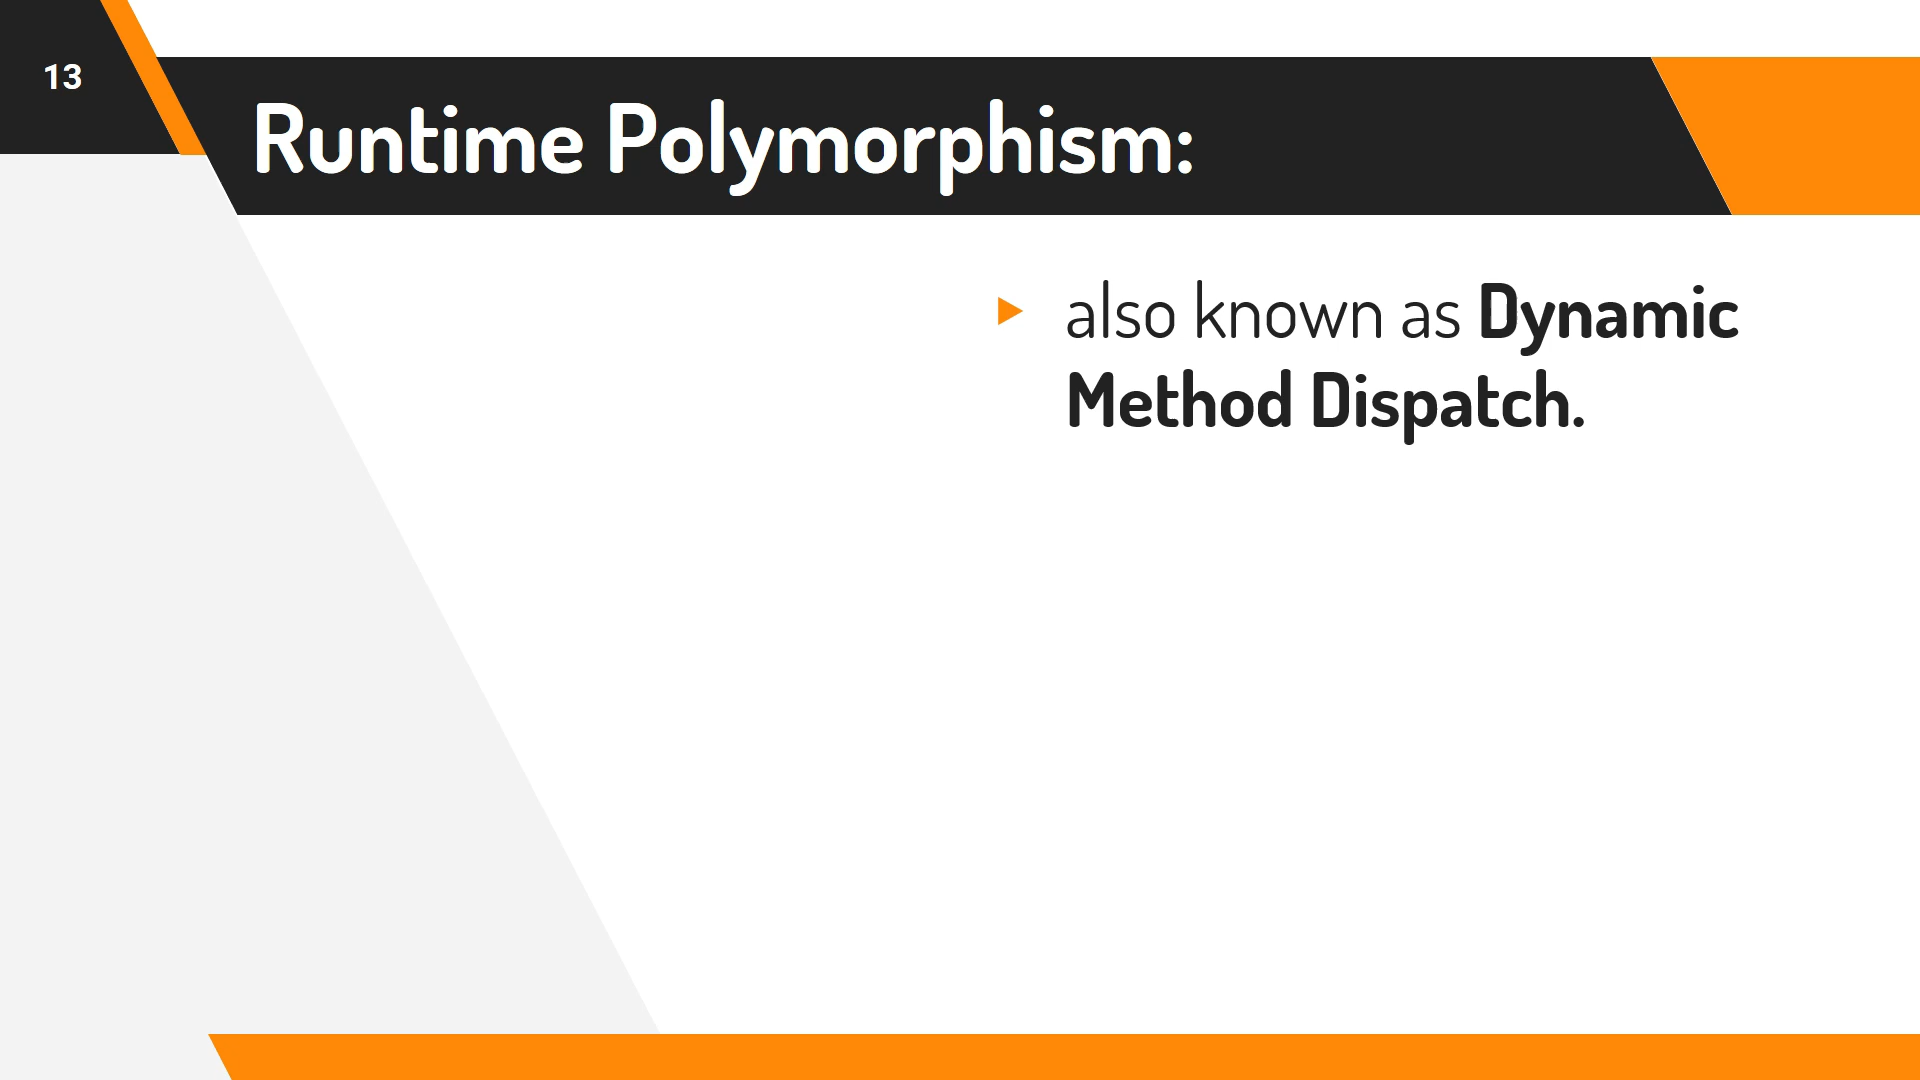 13
Runtime Polymorphism:
also known as Dynamic
Method Dispatch.